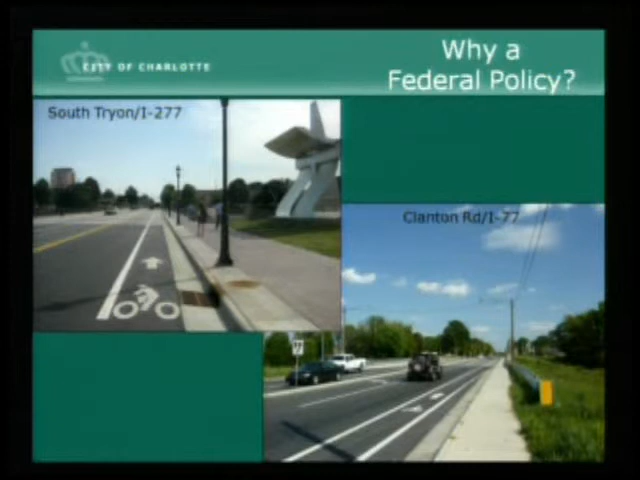 CITY OF CHARLOTTE
Why a
Federal Policy?
South Tryon/I-277
Clanton Rd/I-77